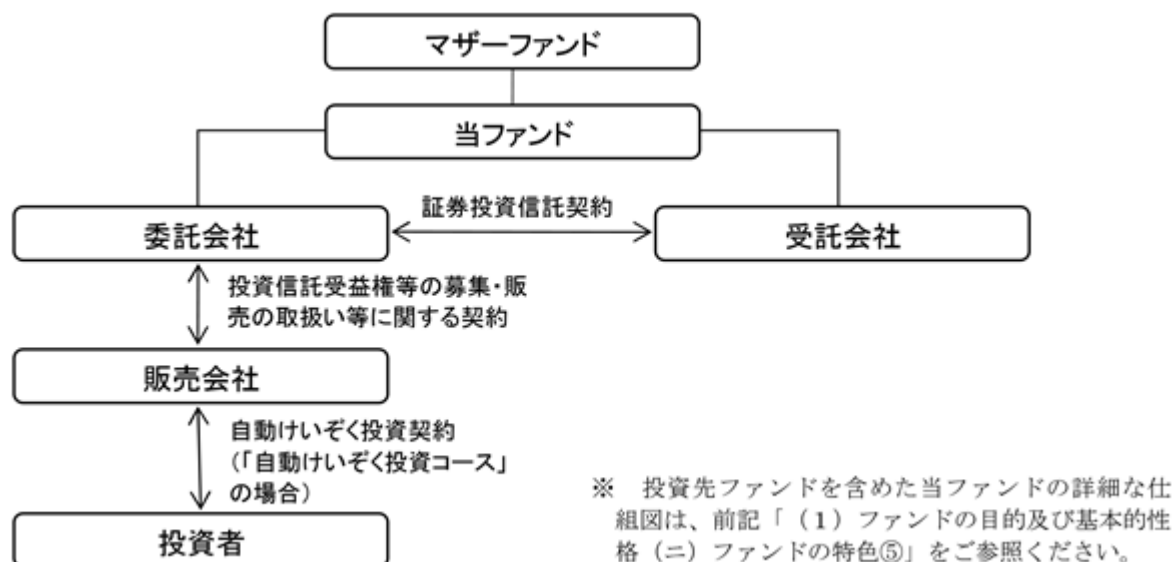 マザーファンド
当ファンド
証券投資信託契約
委託会社
受託会社
投資信託受益権等の募集・販
売の取扱い等に関する契約
販売会社
自動けいぞく投資契約
(「自動けいぞく投資コース」
の場合)
投資者
※ 投資先ファンドを含めた当ファンドの詳細な仕
組図は、前記「(1)ファンドの目的及び基本的性
格(ニ)ファンドの特色⑤」をご参照ください。